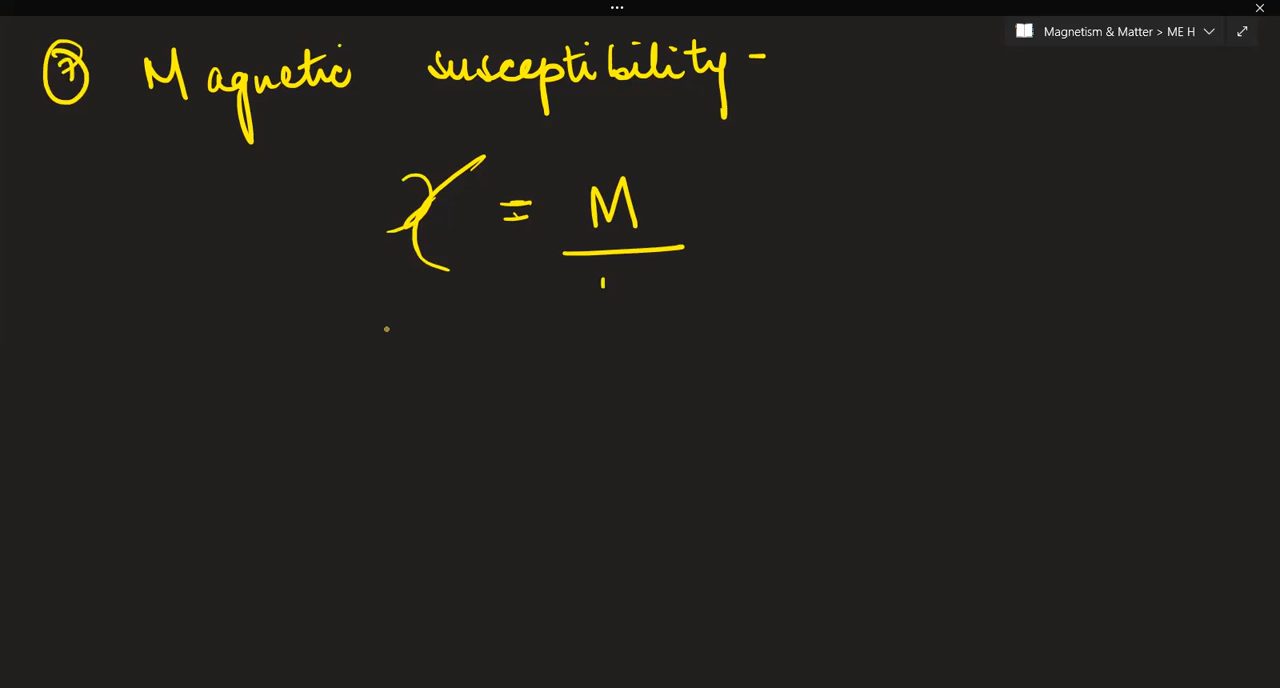 ...
Magnetism & Matter > ME H
⑦ Magnetic susceptibility -
χ = M